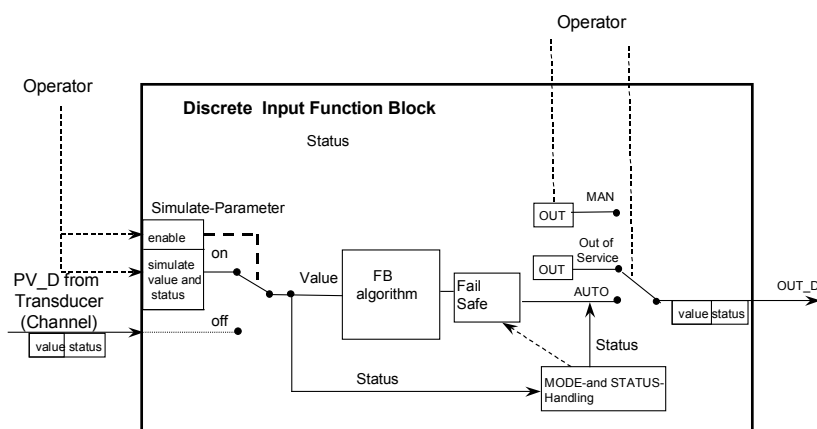 Operator
Operator
Discrete Input Function Block
Status
Simulate-Parameter
enable
simulate
value and
status
on
off
PV_D from
Transducer
(Channel)
value status
Value
FB
algorithm
Fail
Safe
OUT
MAN
OUT
Out of
Service
AUTO
OUT_D
value status
Status
Status
MODE-and STATUS-
Handling